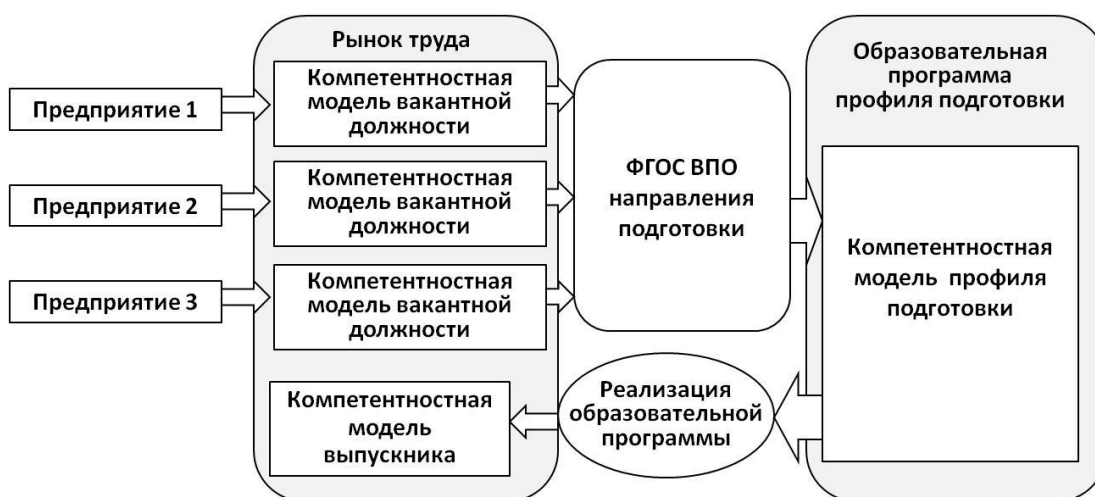 Рынок труда
Предприятие 1
Компетентностная
модель вакантной
должности
Предприятие 2
Компетентностная
модель вакантной
должности
Предприятие 3
Компетентностная
модель вакантной
должности
Компетентностная
модель
выпускника
ФГОС ВПО
направления
подготовки
Реализация
образовательной
программы
Образовательная
программа
профиля подготовки
Компетентностная
модель профиля
подготовки